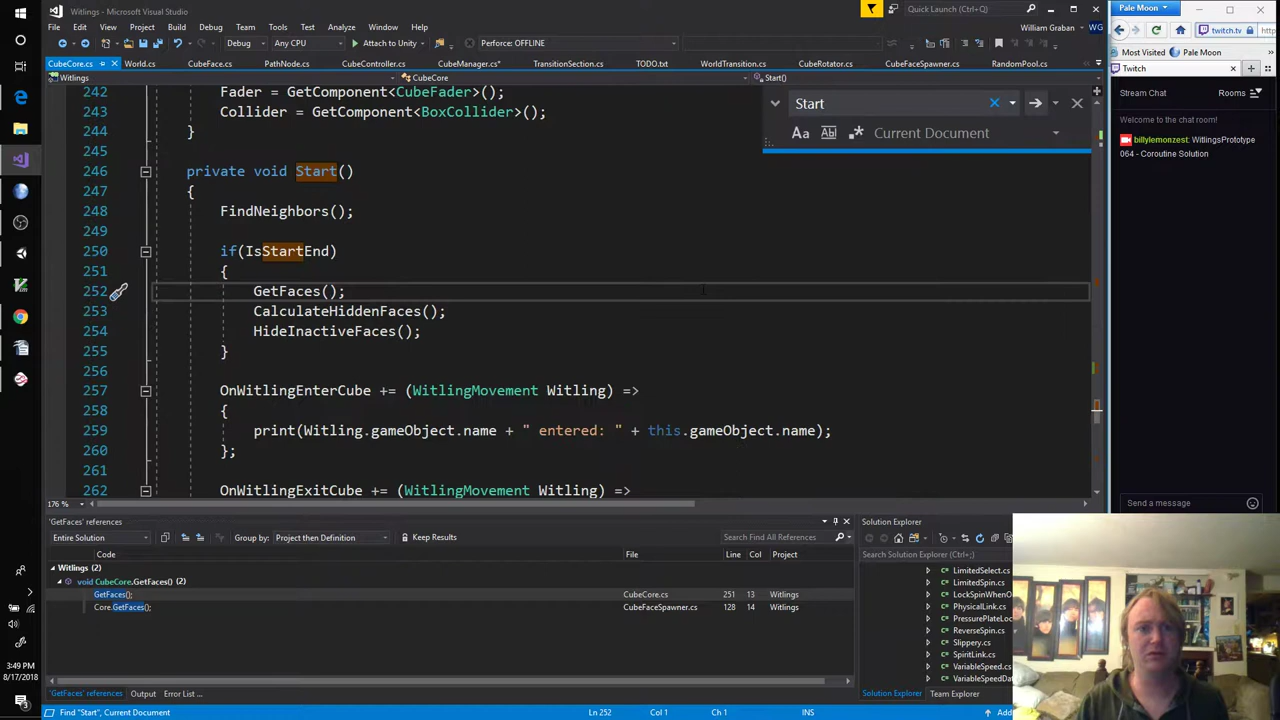 Witlings - Microsoft Visual Studio
Quick Launch (Ctrl+Q)
Pale Moon
File Edit View Project Build Debug Team Tools Test Analyze Window Help
William Graban WG
Debug Any CPU Attach to Unity Perforce: OFFLINE
twitch.tv
Most Visited Pale Moon
CubeCore.cs World.cs CubeFace.cs PathNode.cs CubeController.cs CubeManager.cs* TransitionSection.cs TODO.txt WorldTransition.cs CubeRotator.cs CubeFaceSpawner.cs RandomPool.cs
Twitch
Witlings CubeCore Start()
Stream Chat Rooms
242 Fader = GetComponent<CubeFader>();
243 Collider = GetComponent<BoxCollider>();
244 }
245
246 private void Start()
247 {
248 FindNeighbors();
249
250 if(IsStartEnd)
251 {
252 GetFaces();
253 CalculateHiddenFaces();
254 HideInactiveFaces();
255 }
256
257 OnWitlingEnterCube += (WitlingMovement Witling) =>
258 {
259 print(Witling.gameObject.name + " entered: " + this.gameObject.name);
260 };
261
262 OnWitlingExitCube += (WitlingMovement Witling) =>
Start
Aa Ab Current Document
Welcome to the chat room!
billylemonzest: WitlingsPrototype
064 - Coroutine Solution
Send a message
176 %
'GetFaces' references
Entire Solution Group by: Project then Definition Keep Results Search Find All References
Code File Line Col Project
Witlings (2)
void CubeCore.GetFaces() (2)
GetFaces(); CubeCore.cs 251 13 Witlings
Core.GetFaces(); CubeFaceSpawner.cs 128 14 Witlings
'GetFaces' references Output Error List ...
Solution Explorer
Search Solution Explorer (Ctrl+;)
LimitedSelect.cs
LimitedSpin.cs
LockSpinWhenO
PhysicalLink.cs
PressurePlateLo
ReverseSpin.cs
Slippery.cs
SpiritLink.cs
VariableSpeed.cs
VariableSpeedDa
Solution Explorer Team Explorer
3:49 PM
8/17/2018
3
Find "Start", Current Document Ln 252 Col 1 Ch 1 INS Add